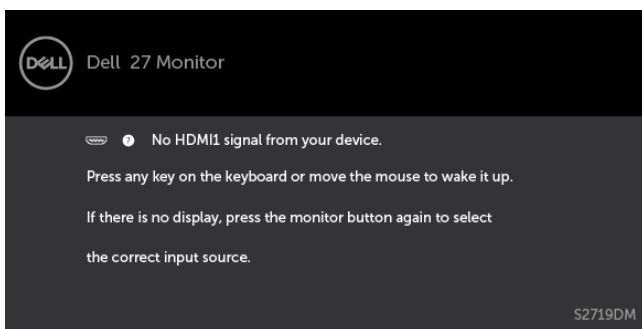 DELL
Dell 27 Monitor
? No HDMI1 signal from your device.
Press any key on the keyboard or move the mouse to wake it up.
If there is no display, press the monitor button again to select
the correct input source.
S2719DM